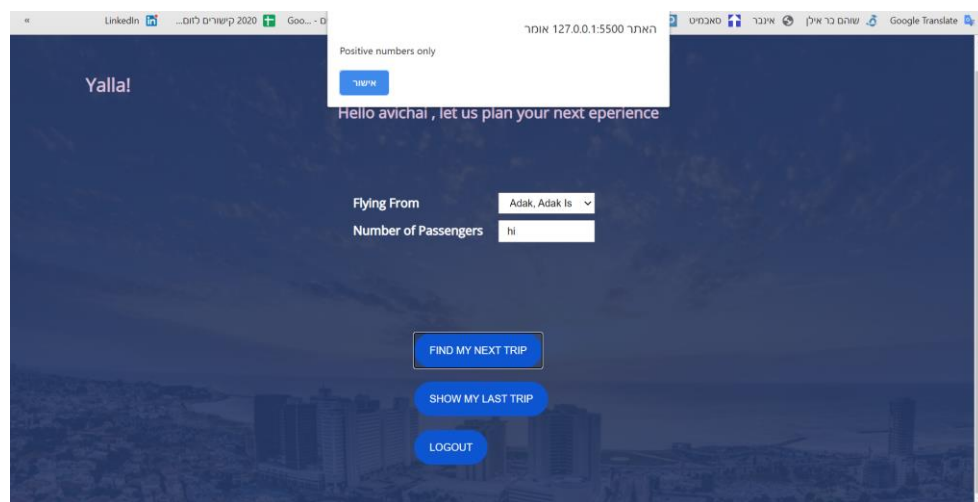 « LinkedIn ...קישורים לזום 2020 Goo... - ם סאבמיט אינבר שוהם בר אילן Google Translate
האתר 127.0.0.1:5500 אומר
Positive numbers only
אישור
Yalla!
Hello avichai , let us plan your next eperience
Flying From Adak, Adak Is
Number of Passengers hi
FIND MY NEXT TRIP
SHOW MY LAST TRIP
LOGOUT